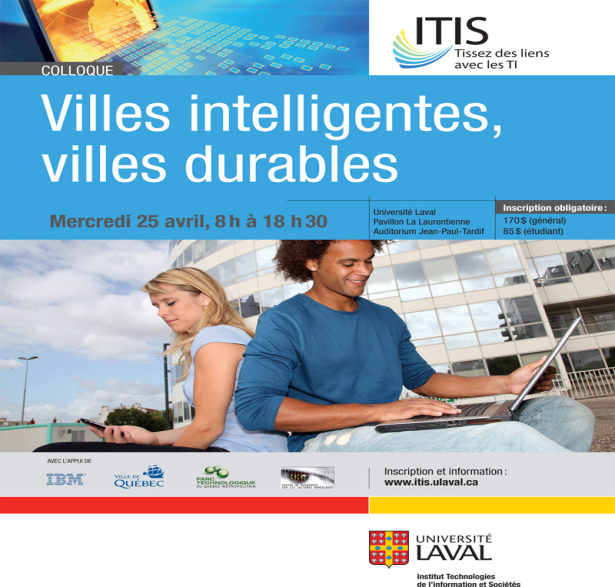 ITIS
Tissez des liens
avec les TI
COLLOQUE
Villes intelligentes,
villes durables
Mercredi 25 avril, 8 h à 18 h 30
Université Laval
Pavillon La Laurentienne
Auditorium Jean-Paul-Tardif
Inscription obligatoire :
170 $ (général)
85 $ (étudiant)
AVEC L'APPUI DE
IBM
VILLE DE
QUÉBEC
PARC
TECHNOLOGIQUE
DU QUÉBEC MÉTROPOLITAIN
Inscription et information :
www.itis.ulaval.ca
UNIVERSITÉ
LAVAL
Institut Technologies
de l'information et Sociétés